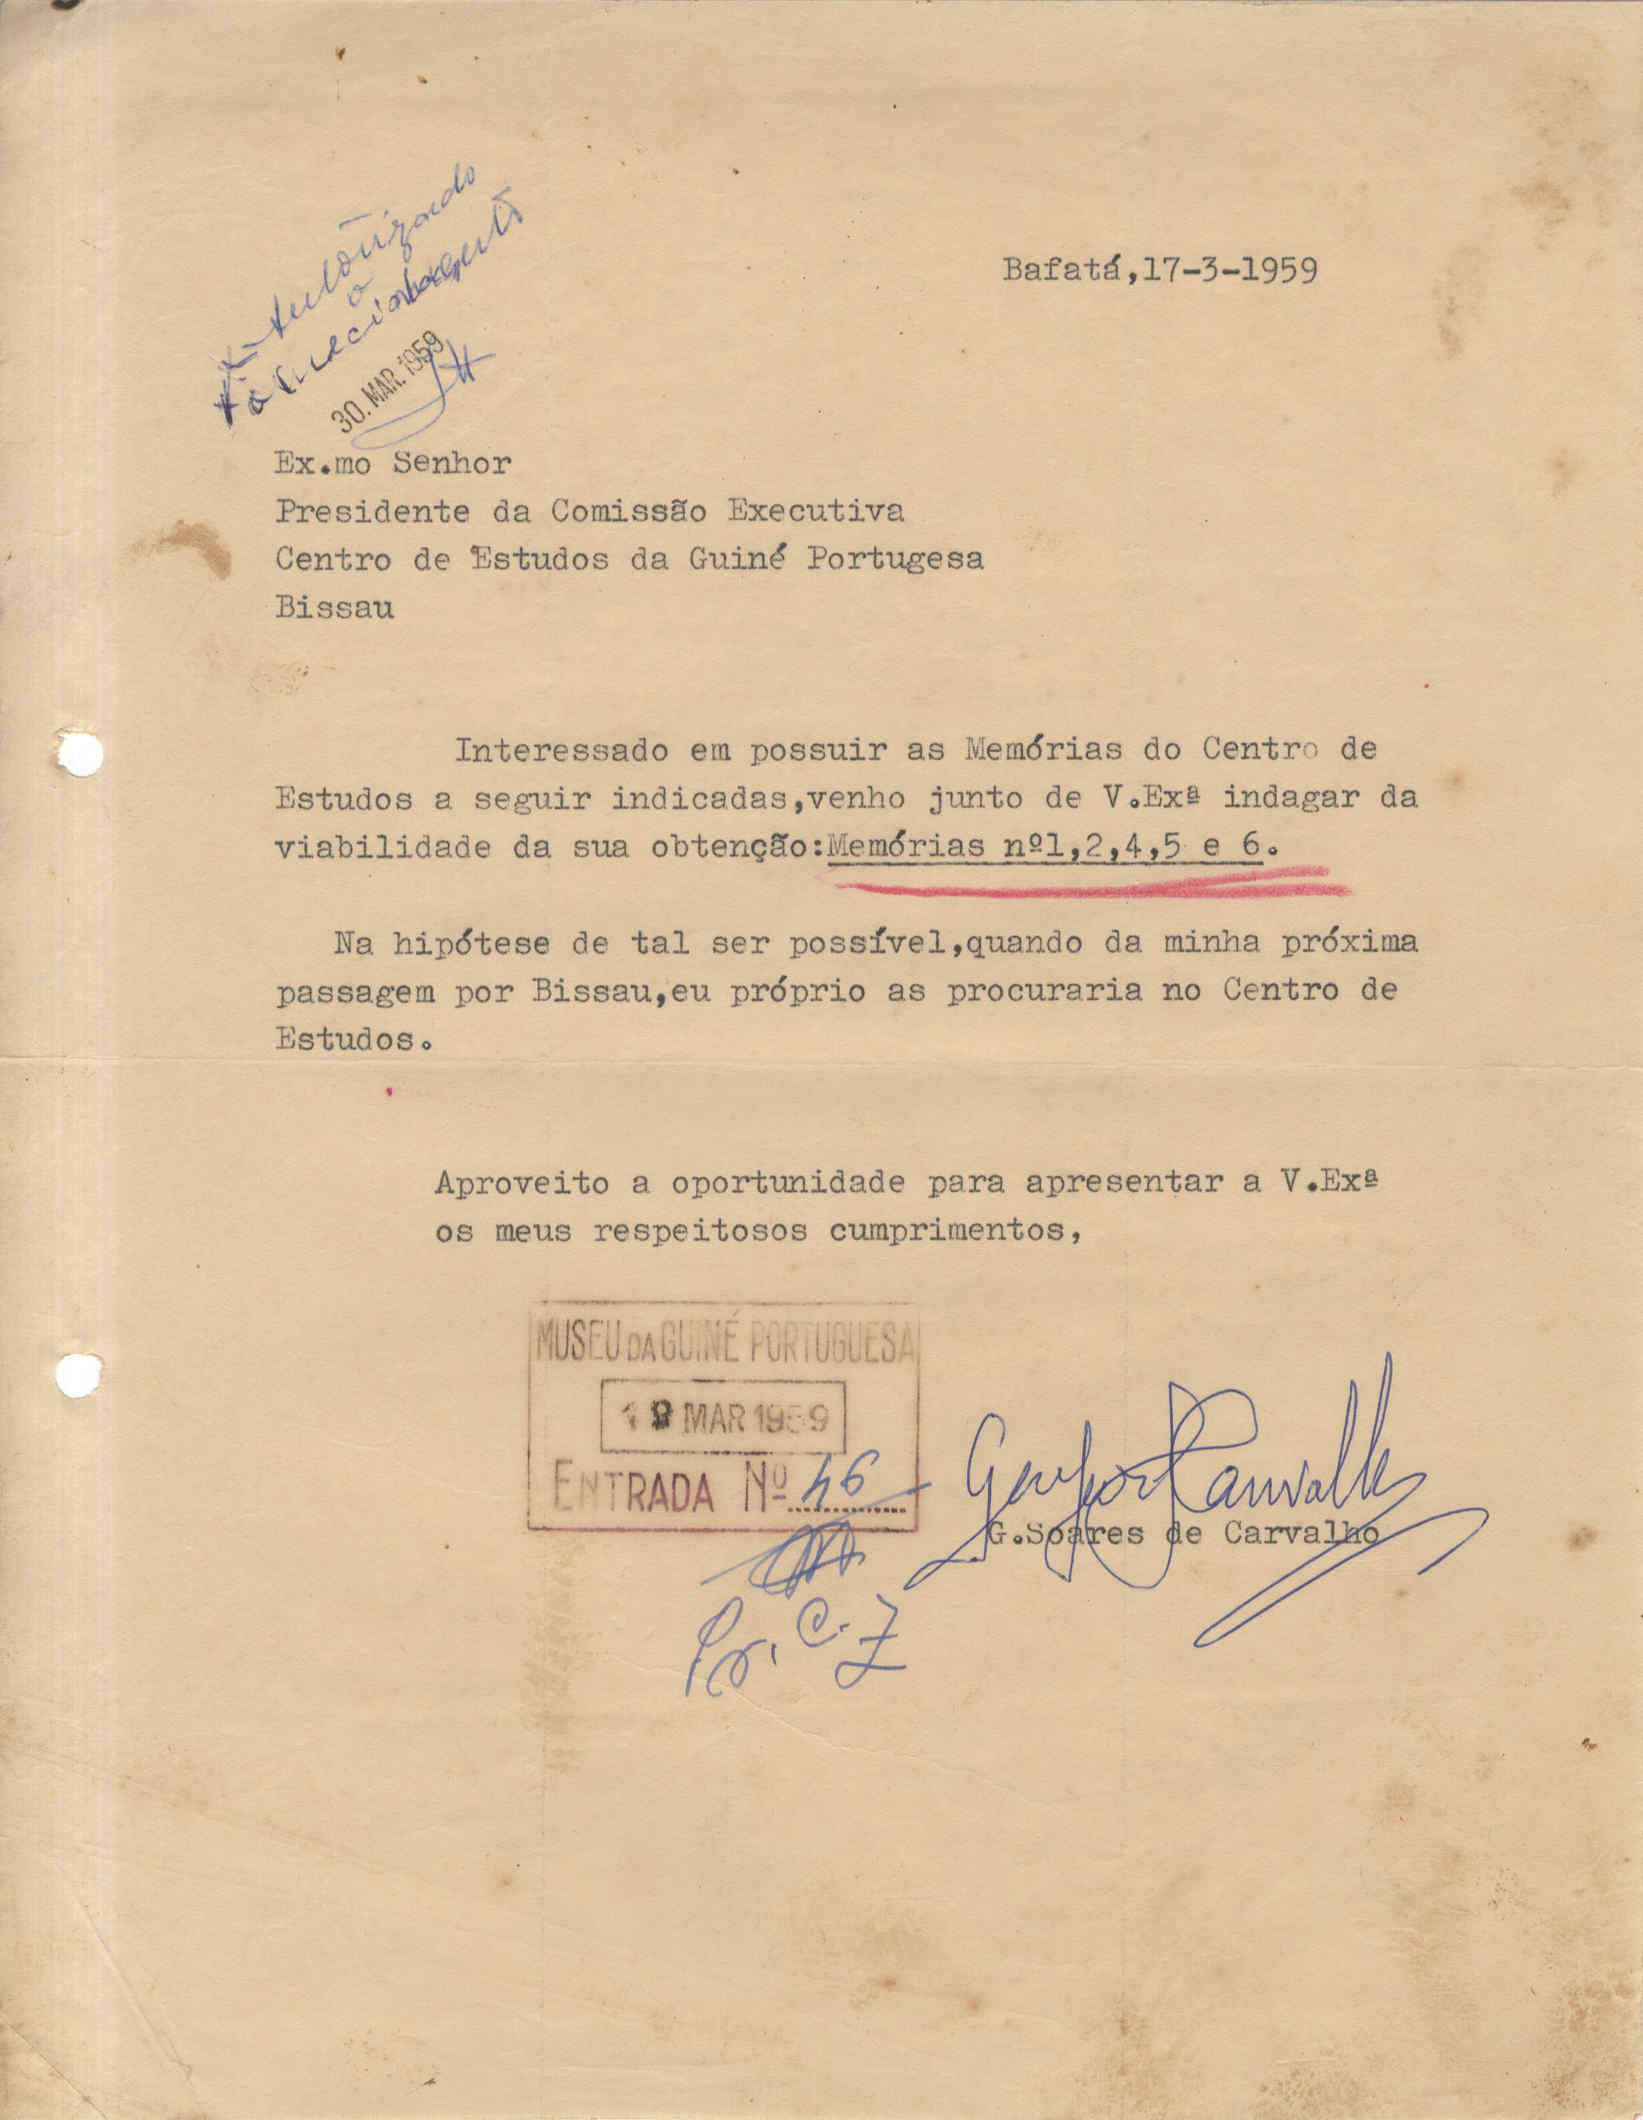 autorizado
o
30. MAR. 1959
Bafatá,17-3-1959
Ex.mo Senhor
Presidente da Comissão Executiva
Centro de Estudos da Guiné Portugesa
Bissau
Interessado em possuir as Memórias do Centro de
Estudos a seguir indicadas,venho junto de V.Exª indagar da
viabilidade da sua obtenção:Memórias nº1,2,4,5 e 6.
Na hipótese de tal ser possível,quando da minha próxima
passagem por Bissau,eu próprio as procuraria no Centro de
Estudos.
Aproveito a oportunidade para apresentar a V.Exª
os meus respeitosos cumprimentos,
MUSEU DA GUINÉ PORTUGUESA
MAR 1959
ENTRADA Nº 46
G.Soares de Carvalho